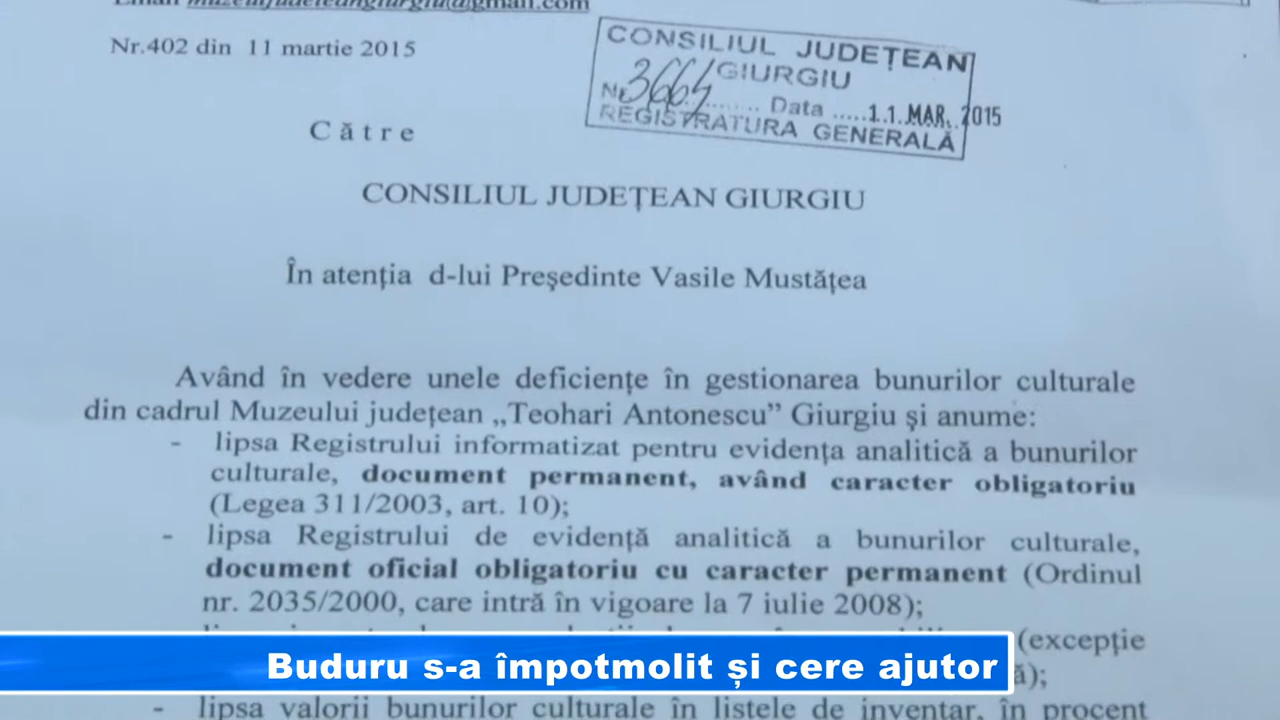 Email muzeuljudeteangiurgiu@gmail.com
Nr.402 din 11 martie 2015
CONSILIUL JUDEȚEAN
GIURGIU
Nr. 3664 ........ Data .....11. MAR. 2015
REGISTRATURA GENERALĂ
Către
CONSILIUL JUDEȚEAN GIURGIU
În atenția d-lui Președinte Vasile Mustățea
Având în vedere unele deficiențe în gestionarea bunurilor culturale
din cadrul Muzeului județean „Teohari Antonescu” Giurgiu și anume:
- lipsa Registrului informatizat pentru evidența analitică a bunurilor
culturale, document permanent, având caracter obligatoriu
(Legea 311/2003, art. 10);
- lipsa Registrului de evidență analitică a bunurilor culturale,
document oficial obligatoriu cu caracter permanent (Ordinul
nr. 2035/2000, care intră în vigoare la 7 iulie 2008);
(excepție
Buduru s-a împotmolit și cere ajutor
ă);
- lipsa valorii bunurilor culturale în listele de inventar, în procent